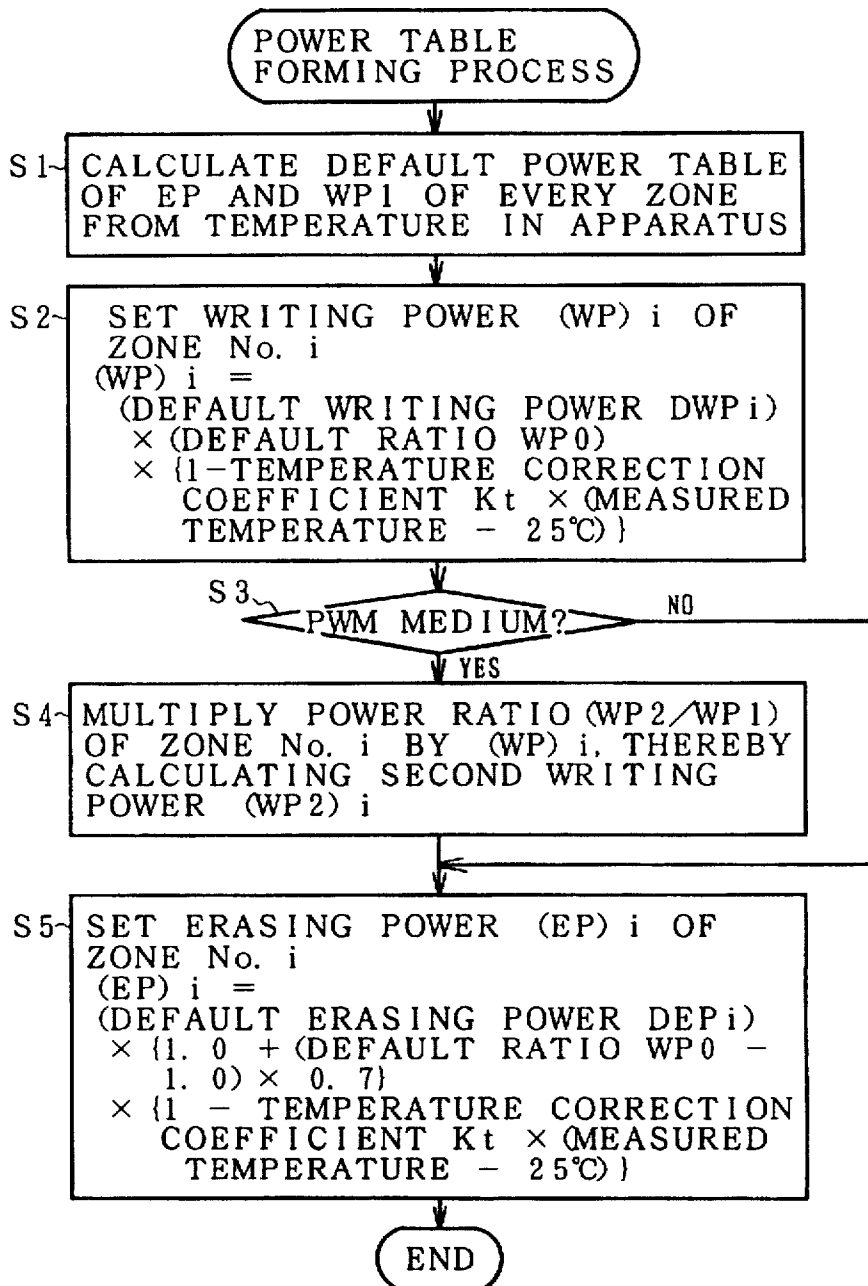 POWER TABLE
FORMING PROCESS
S1
CALCULATE DEFAULT POWER TABLE
OF EP AND WP1 OF EVERY ZONE
FROM TEMPERATURE IN APPARATUS
S2
SET WRITING POWER (WP) i OF
ZONE No. i
(WP) i =
(DEFAULT WRITING POWER DWPi)
× (DEFAULT RATIO WP0)
× {1-TEMPERATURE CORRECTION
COEFFICIENT Kt × (MEASURED
TEMPERATURE - 25℃)}
S3
PWM MEDIUM?
NO
YES
S4
MULTIPLY POWER RATIO (WP2/WP1)
OF ZONE No. i BY (WP) i, THEREBY
CALCULATING SECOND WRITING
POWER (WP2) i
S5
SET ERASING POWER (EP) i OF
ZONE No. i
(EP) i =
(DEFAULT ERASING POWER DEPi)
× {1. 0 + (DEFAULT RATIO WP0 -
1. 0) × 0. 7}
× {1 - TEMPERATURE CORRECTION
COEFFICIENT Kt × (MEASURED
TEMPERATURE - 25℃)}
END